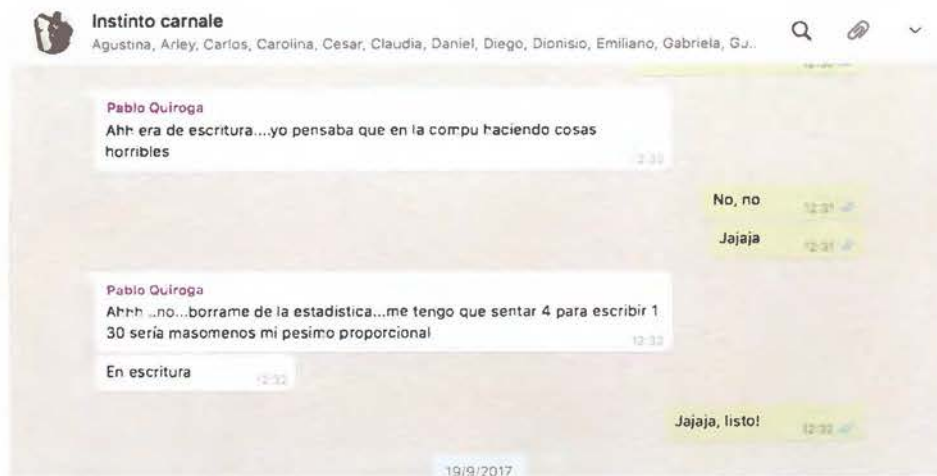 Instinto carnale
Agustina, Arley, Carlos, Carolina, Cesar, Claudia, Daniel, Diego, Dionisio, Emiliano, Gabriela, Gu..
Pablo Quiroga
Ahh era de escritura....yo pensaba que en la compu haciendo cosas
horribles
No, no
12:31
Jajaja
12:31
Pablo Quiroga
Ahhh ..no...borrame de la estadistica...me tengo que sentar 4 para escribir 1
30 sería masomenos mi pesimo proporcional
12:32
En escritura
12:32
Jajaja, listo!
12:32
19/9/2017